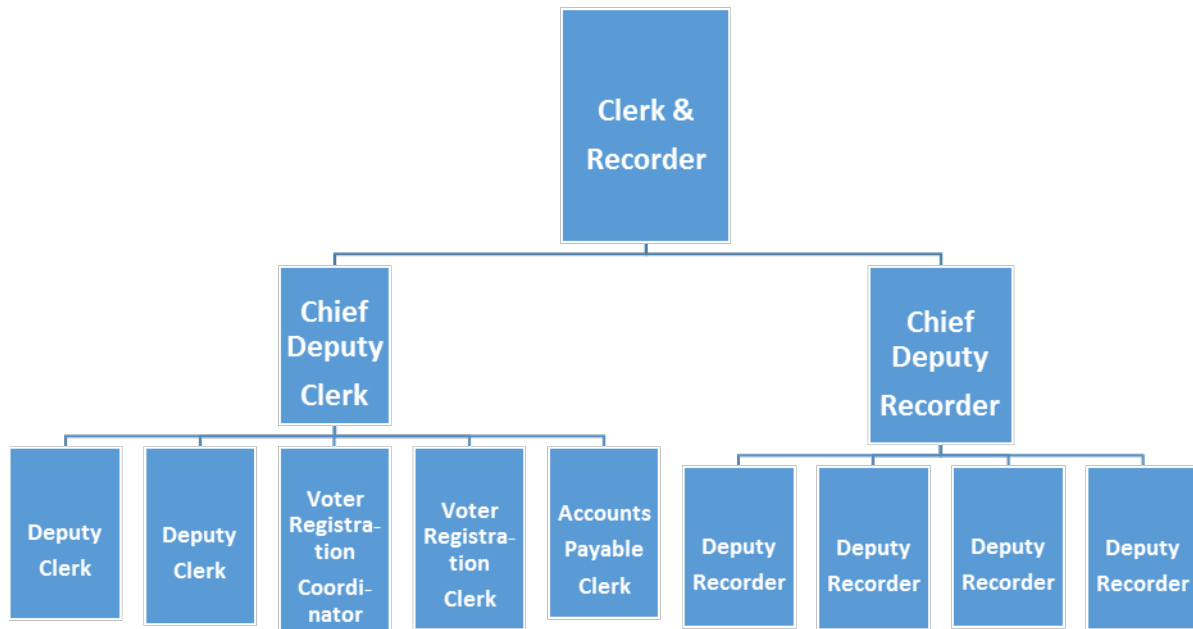 Clerk &
Recorder
Chief
Deputy
Clerk
Chief
Deputy
Recorder
Deputy
Clerk
Deputy
Clerk
Voter
Registra-
tion
Coordi-
nator
Voter
Registra-
tion
Clerk
Accounts
Payable
Clerk
Deputy
Recorder
Deputy
Recorder
Deputy
Recorder
Deputy
Recorder